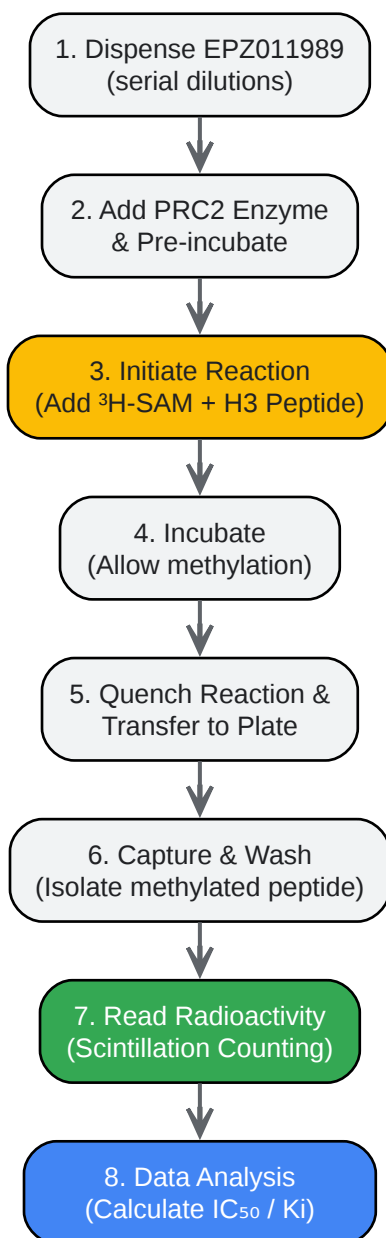 1. Dispense EPZ011989
(serial dilutions)
2. Add PRC2 Enzyme
& Pre-incubate
3. Initiate Reaction
(Add ³H-SAM + H3 Peptide)
4. Incubate
(Allow methylation)
5. Quench Reaction &
Transfer to Plate
6. Capture & Wash
(Isolate methylated peptide)
7. Read Radioactivity
(Scintillation Counting)
8. Data Analysis
(Calculate IC₅₀ / Ki)